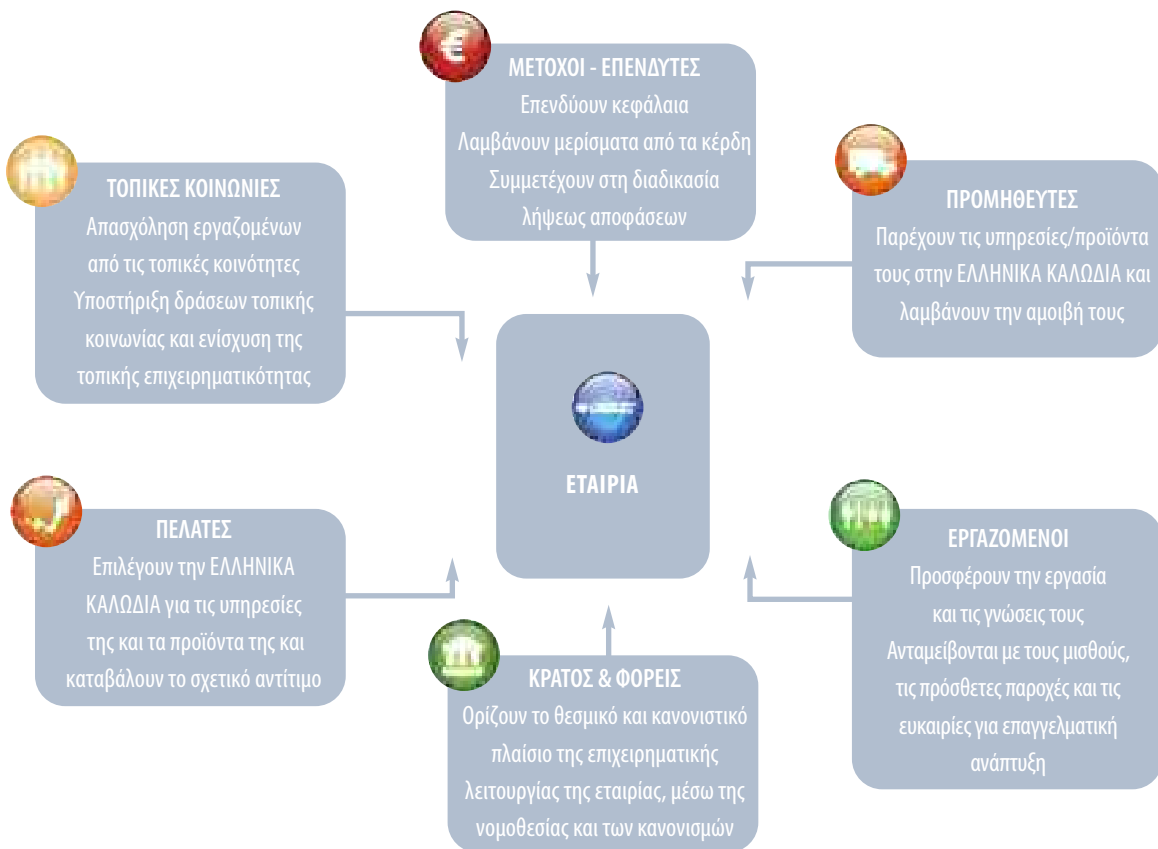 €
ΜΕΤΟΧΟΙ - ΕΠΕΝΔΥΤΕΣ
Επενδύουν κεφάλαια
Λαμβάνουν μερίσματα από τα κέρδη
Συμμετέχουν στη διαδικασία
λήψεως αποφάσεων
ΤΟΠΙΚΕΣ ΚΟΙΝΩΝΙΕΣ
Απασχόληση εργαζομένων
από τις τοπικές κοινότητες
Υποστήριξη δράσεων τοπικής
κοινωνίας και ενίσχυση της
τοπικής επιχειρηματικότητας
ΠΡΟΜΗΘΕΥΤΕΣ
Παρέχουν τις υπηρεσίες/προϊόντα
τους στην ΕΛΛΗΝΙΚΑ ΚΑΛΩΔΙΑ και
λαμβάνουν την αμοιβή τους
ΕΤΑΙΡΙΑ
ΠΕΛΑΤΕΣ
Επιλέγουν την ΕΛΛΗΝΙΚΑ
ΚΑΛΩΔΙΑ για τις υπηρεσίες
της και τα προϊόντα της και
καταβάλουν το σχετικό αντίτιμο
ΕΡΓΑΖΟΜΕΝΟΙ
Προσφέρουν την εργασία
και τις γνώσεις τους
Ανταμείβονται με τους μισθούς,
τις πρόσθετες παροχές και τις
ευκαιρίες για επαγγελματική
ανάπτυξη
ΚΡΑΤΟΣ & ΦΟΡΕΙΣ
Ορίζουν το θεσμικό και κανονιστικό
πλαίσιο της επιχειρηματικής
λειτουργίας της εταιρίας, μέσω της
νομοθεσίας και των κανονισμών